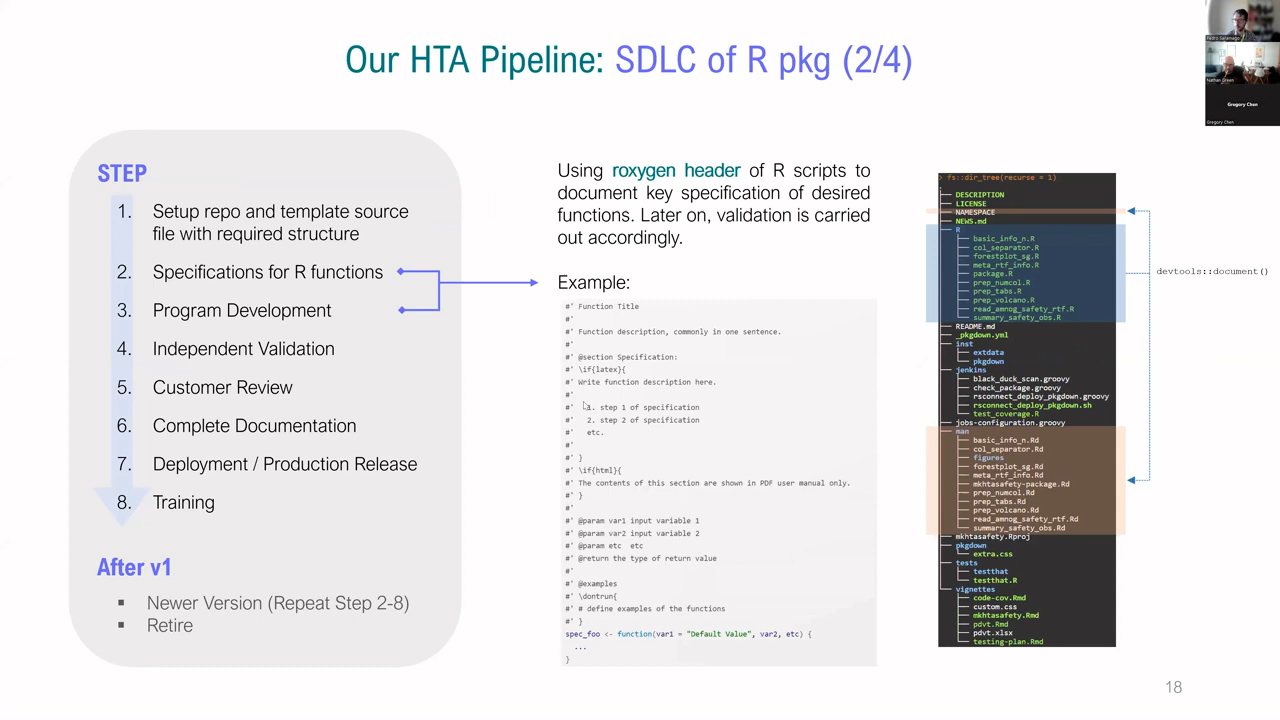 Our HTA Pipeline: SDLC of R pkg (2/4)
Pedro Saramago
Nathan Green
Gregory Chen
Gregory Chen
STEP
1. Setup repo and template source
file with required structure
2. Specifications for R functions
3. Program Development
4. Independent Validation
5. Customer Review
6. Complete Documentation
7. Deployment / Production Release
8. Training
After v1
▪ Newer Version (Repeat Step 2-8)
▪ Retire
Using roxygen header of R scripts to
document key specification of desired
functions. Later on, validation is carried
out accordingly.
Example:
#' Function Title
#'
#' Function description, commonly in one sentence.
#'
#' @section Specification:
#' \if{latex}{
#' Write function description here.
#'
#'   1. step 1 of specification
#'   2. step 2 of specification
#'   etc.
#'
#' }
#' \if{html}{
#' The contents of this section are shown in PDF user manual only.
#' }
#'
#' @param var1 input variable 1
#' @param var2 input variable 2
#' @param etc  etc
#' @return the type of return value
#'
#' @examples
#' \dontrun{
#' # define examples of the functions
#' }
spec_foo <- function(var1 = "Default Value", var2, etc) {
...
}
> fs::dir_tree(recurse = 1)
DESCRIPTION
LICENSE
NAMESPACE
NEWS.md
R
basic_info_n.R
col_separator.R
forestplot_sg.R
meta_rtf_info.R
package.R
prep_numcol.R
prep_tabs.R
prep_volcano.R
read_amnog_safety_rtf.R
summary_safety_obs.R
README.md
_pkgdown.yml
inst
extdata
pkgdown
jenkins
black_duck_scan.groovy
check_package.groovy
rsconnect_deploy_pkgdown.groovy
rsconnect_deploy_pkgdown.sh
test_coverage.R
jobs-configuration.groovy
man
basic_info_n.Rd
col_separator.Rd
figures
forestplot_sg.Rd
meta_rtf_info.Rd
mkhtasafety-package.Rd
prep_numcol.Rd
prep_tabs.Rd
prep_volcano.Rd
read_amnog_safety_rtf.Rd
summary_safety_obs.Rd
mkhtasafety.Rproj
pkgdown
extra.css
tests
testthat
testthat.R
vignettes
code-cov.Rmd
custom.css
mkhtasafety.Rmd
pdvt.Rmd
pdvt.xlsx
testing-plan.Rmd
devtools::document()
18